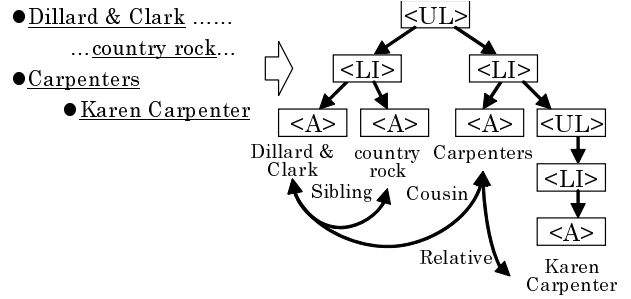 ●Dillard & Clark ……
…country rock…
●Carpenters
●Karen Carpenter
<UL>
<LI> <LI>
<A> <A> <A> <UL>
Dillard & Clark
country rock
Carpenters
<LI>
Sibling
Cousin
<A>
Relative
Karen Carpenter